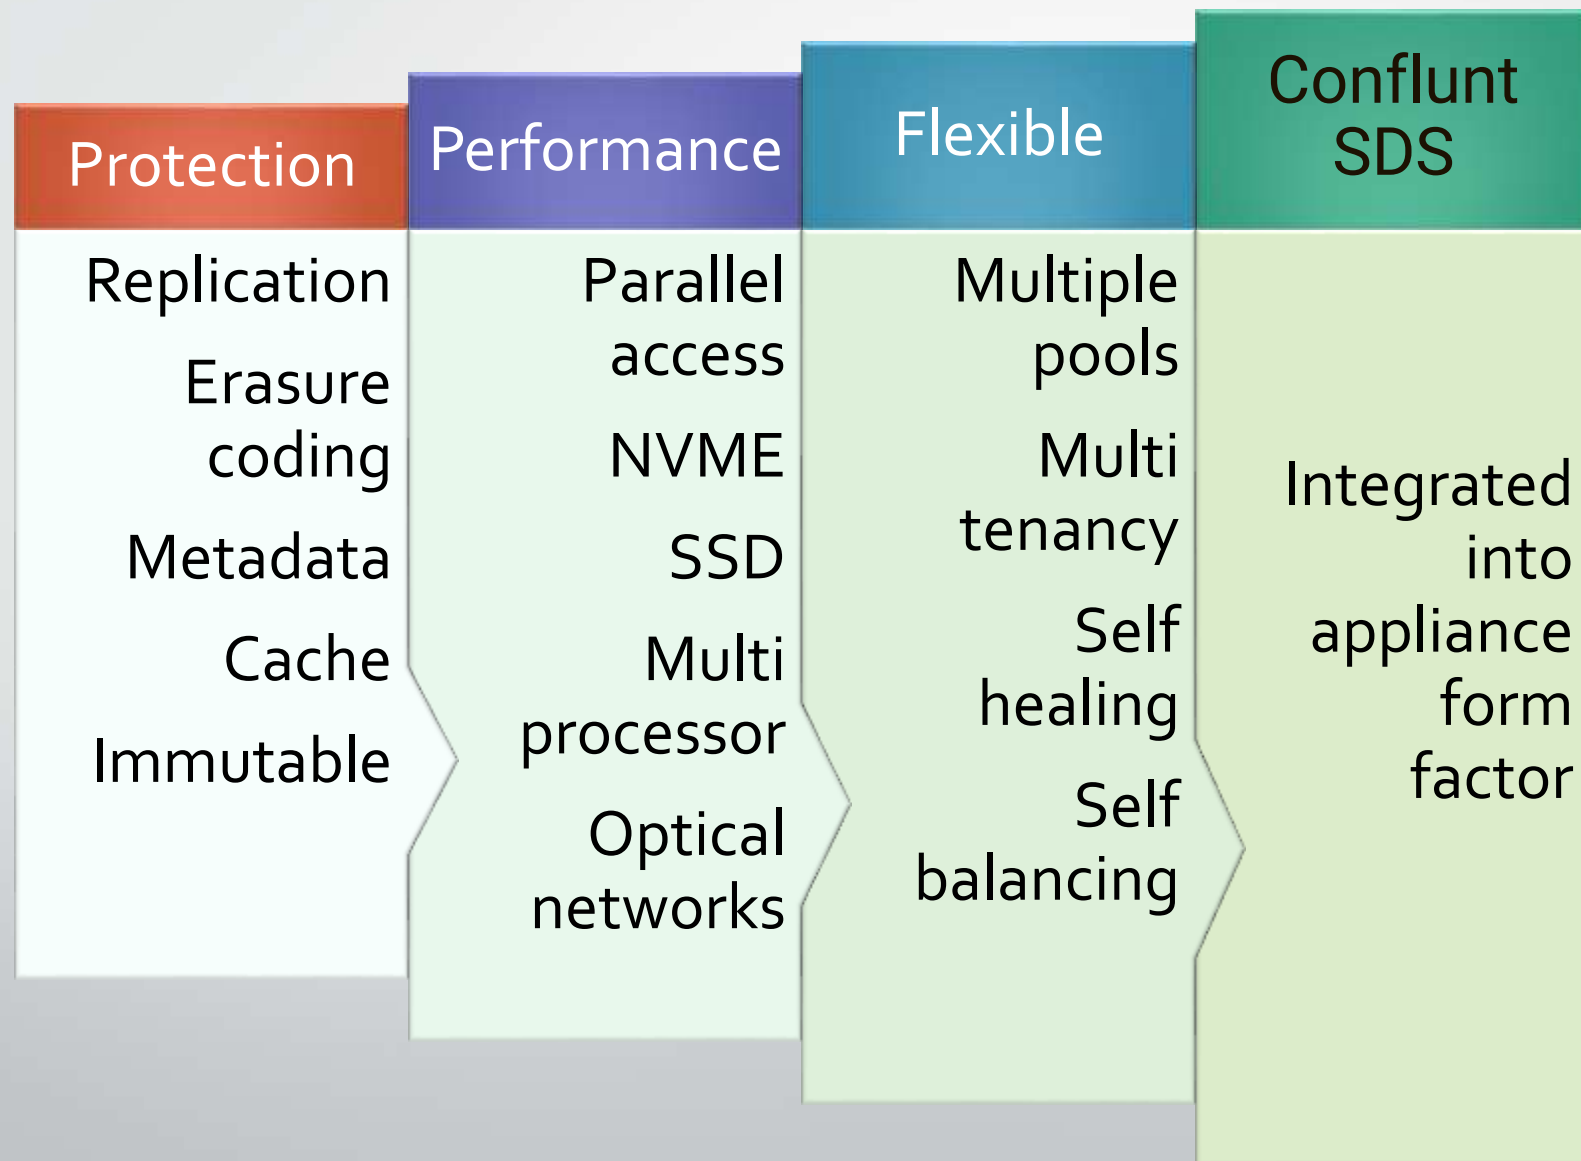 Protection
Replication
Erasure
coding
Metadata
Cache
Immutable
Performance
Parallel
access
NVME
SSD
Multi
processor
Optical
networks
Flexible
Multiple
pools
Multi
tenancy
Self
healing
Self
balancing
Conflunt
SDS
Integrated
into
appliance
form
factor